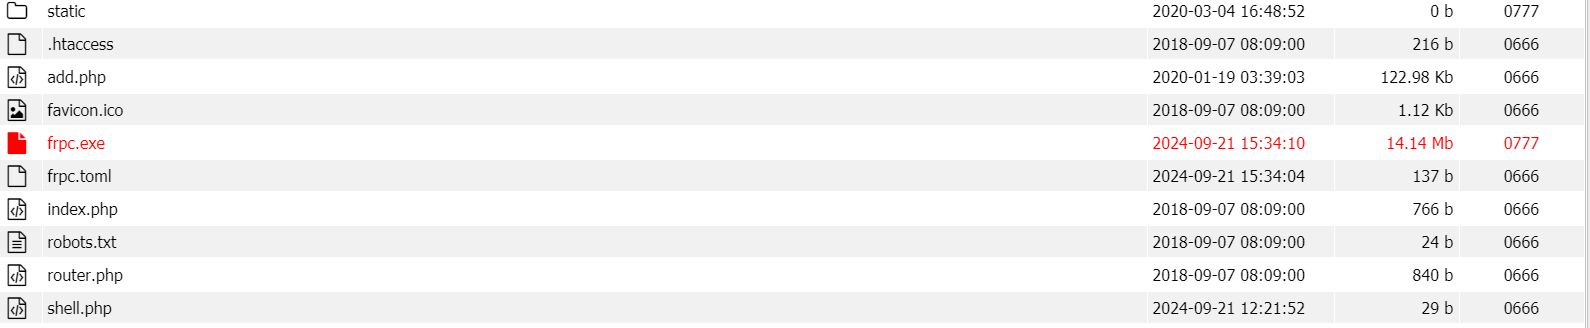 static 2020-03-04 16:48:52 0 b 0777
.htaccess 2018-09-07 08:09:00 216 b 0666
add.php 2020-01-19 03:39:03 122.98 Kb 0666
favicon.ico 2018-09-07 08:09:00 1.12 Kb 0666
frpc.exe 2024-09-21 15:34:10 14.14 Mb 0777
frpc.toml 2024-09-21 15:34:04 137 b 0666
index.php 2018-09-07 08:09:00 766 b 0666
robots.txt 2018-09-07 08:09:00 24 b 0666
router.php 2018-09-07 08:09:00 840 b 0666
shell.php 2024-09-21 12:21:52 29 b 0666